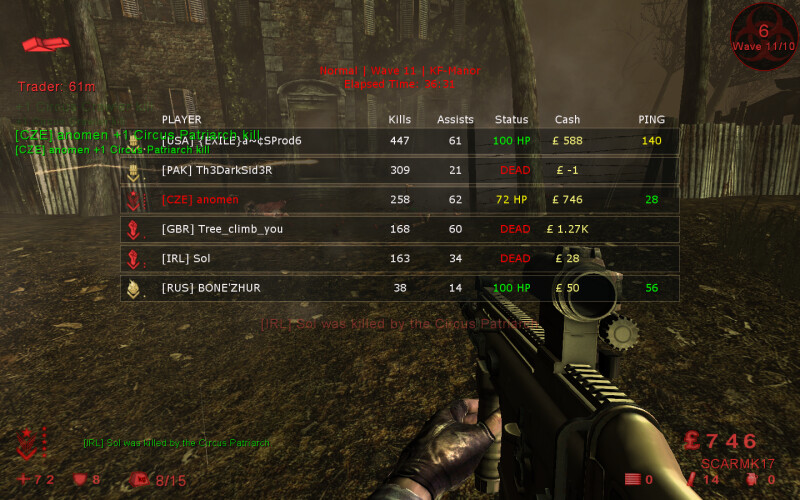 6
Wave 11/10
Trader: 61m
Normal | Wave 11 | KF-Manor
Elapsed Time:
PLAYER Kills Assists Status Cash PING
[CZE] anomen +1 Circus Patriarch kill
[USA] {EXILE}a~¢SProd6 447 61 100 HP £ 588 140
[CZE] anomen +1 Circus Patriarch kill
[PAK] Th3DarkSid3R 309 21 DEAD £ -1
[CZE] anomen 258 62 72 HP £ 746 28
[GBR] Tree_climb_you 168 60 DEAD £ 1.27K
[IRL] Sol 163 34 DEAD £ 28
[RUS] BONE'ZHUR 38 14 100 HP £ 50 56
[IRL] Sol was killed by the Circus Patriarch
[IRL] Sol was killed by the Circus Patriarch
£746
SCARMK17
72 8 8/15 0 14 0